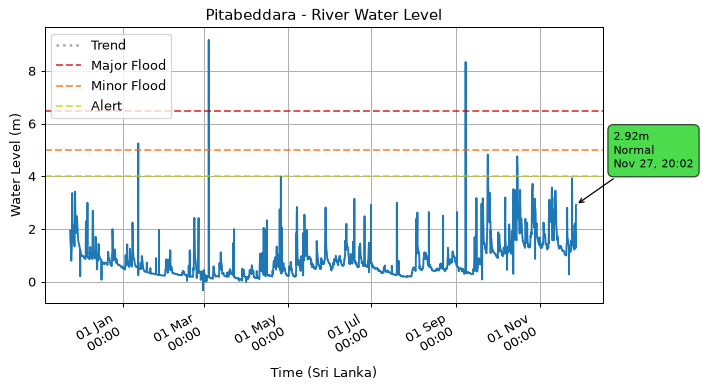 Pitabeddara - River Water Level
Trend
Major Flood
Minor Flood
Alert
Water Level (m)
8
6
4
2
0
2.92m
Normal
Nov 27, 20:02
01 Jan
00:00
01 Mar
00:00
01 May
00:00
01 Jul
00:00
01 Sep
00:00
01 Nov
00:00
Time (Sri Lanka)